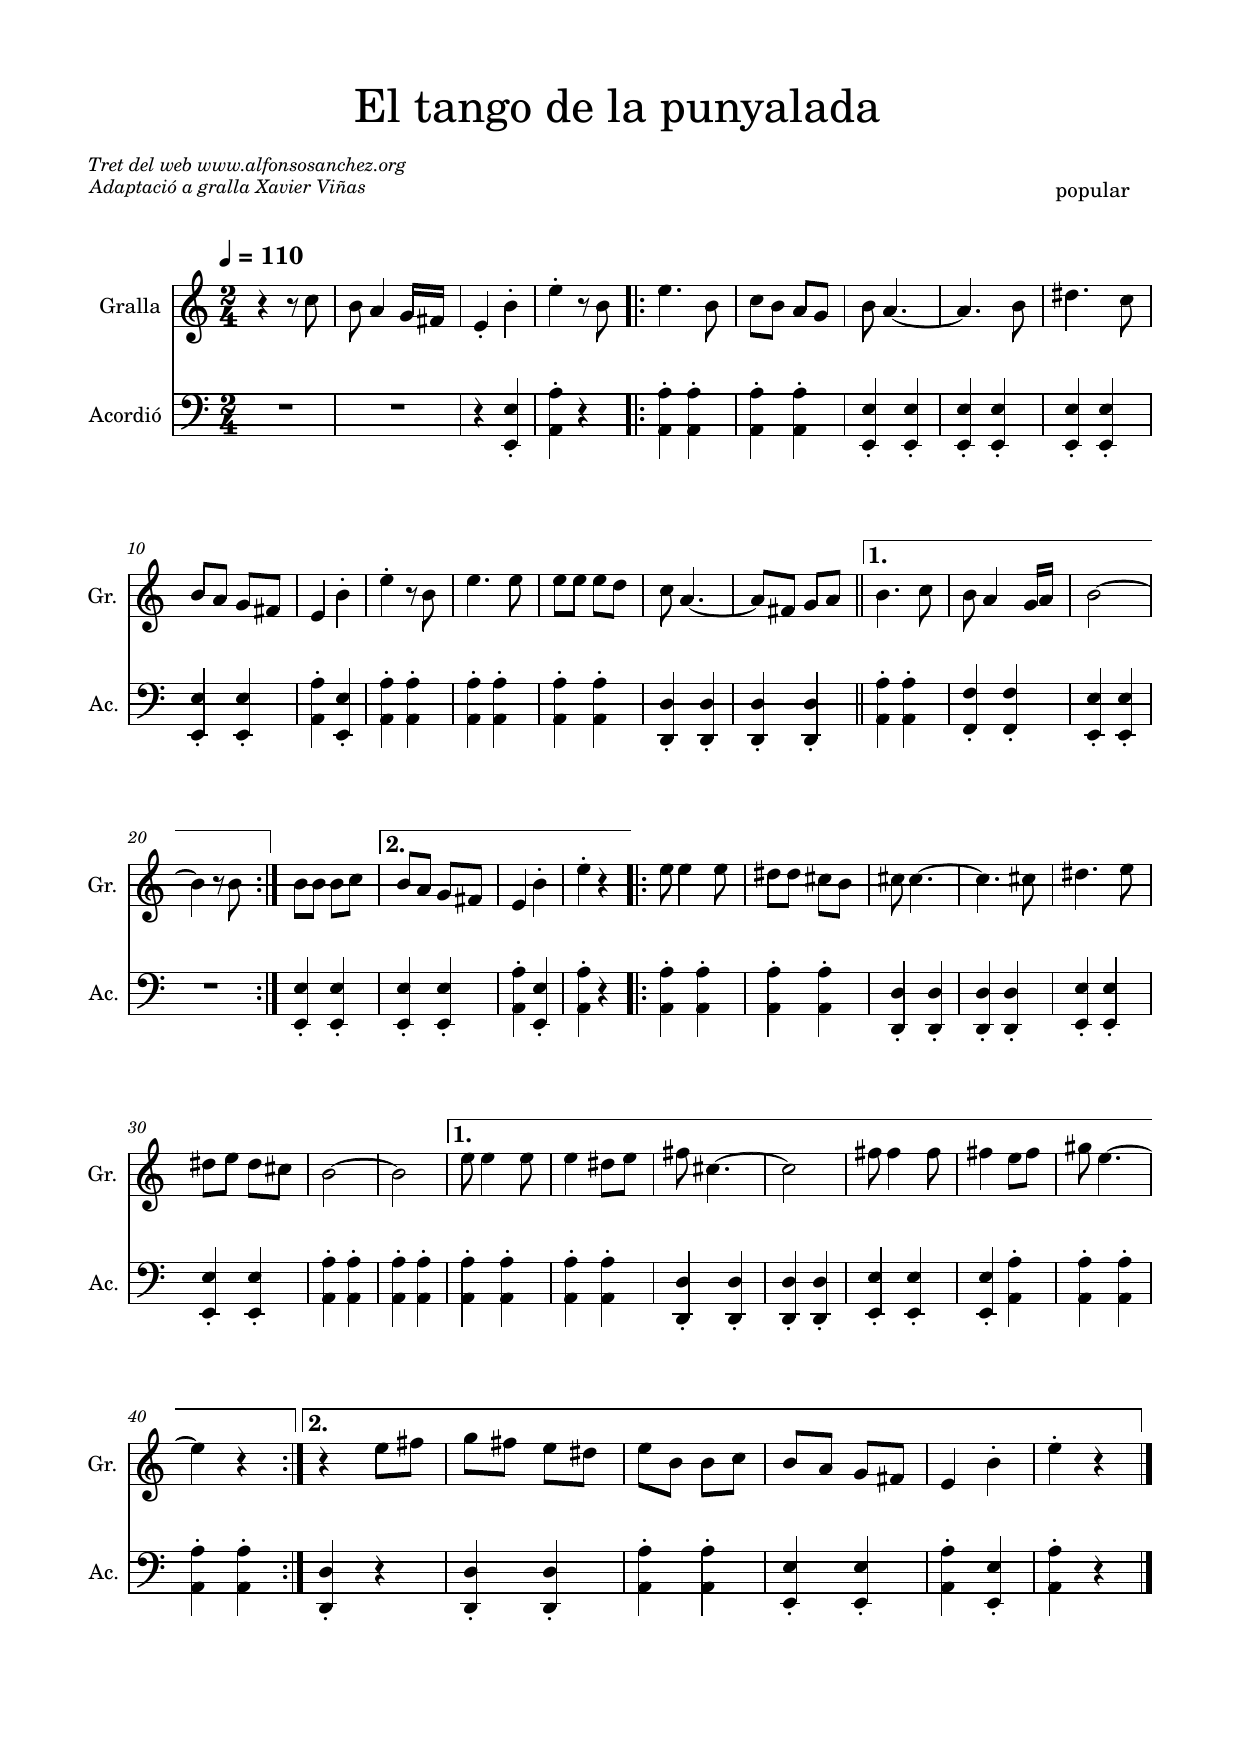 El tango de la punyalada
Tret del web www.alfonsosanchez.org
Adaptació a gralla Xavier Viñas
popular
= 110
Gralla
2
4
Acordió
2
4
10
1.
Gr.
Ac.
20
2.
Gr.
Ac.
30
1.
Gr.
Ac.
40
2.
Gr.
Ac.